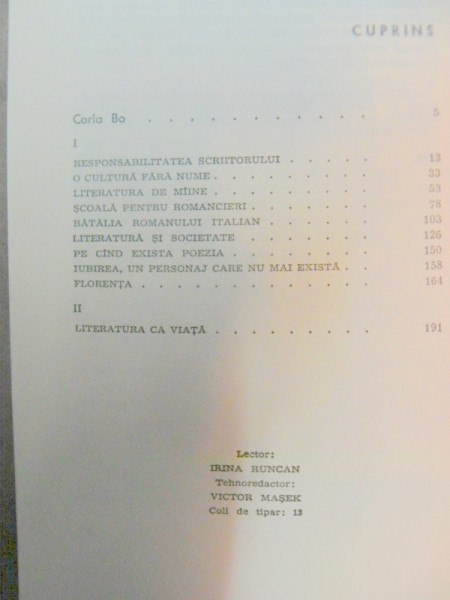 CUPRINS
Carlo Bo . . . . . . . . . . . 5
I
RESPONSABILITATEA SCRIITORULUI . . . . 13
O CULTURĂ FĂRĂ NUME . . . . . . . . 33
LITERATURA DE MÎINE . . . . . . . . 53
ȘCOALĂ PENTRU ROMANCIERI . . . . . . 78
BĂTĂLIA ROMANULUI ITALIAN . . . . . 103
LITERATURĂ ȘI SOCIETATE . . . . . . 126
PE CÎND EXISTA POEZIA . . . . . . . 150
IUBIREA, UN PERSONAJ CARE NU MAI EXISTĂ . . 158
FLORENȚA . . . . . . . . . . . 164
II
LITERATURA CA VIAȚĂ . . . . . . . . 191
Lector:
IRINA RUNCAN
Tehnoredactor:
VICTOR MAȘEK
Coli de tipar: 13